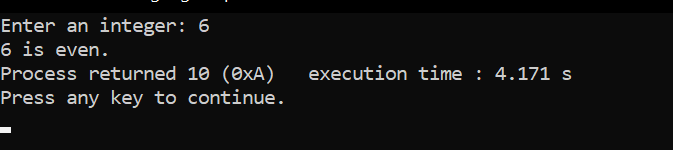 Enter an integer: 6
6 is even.
Process returned 10 (0xA)   execution time : 4.171 s
Press any key to continue.